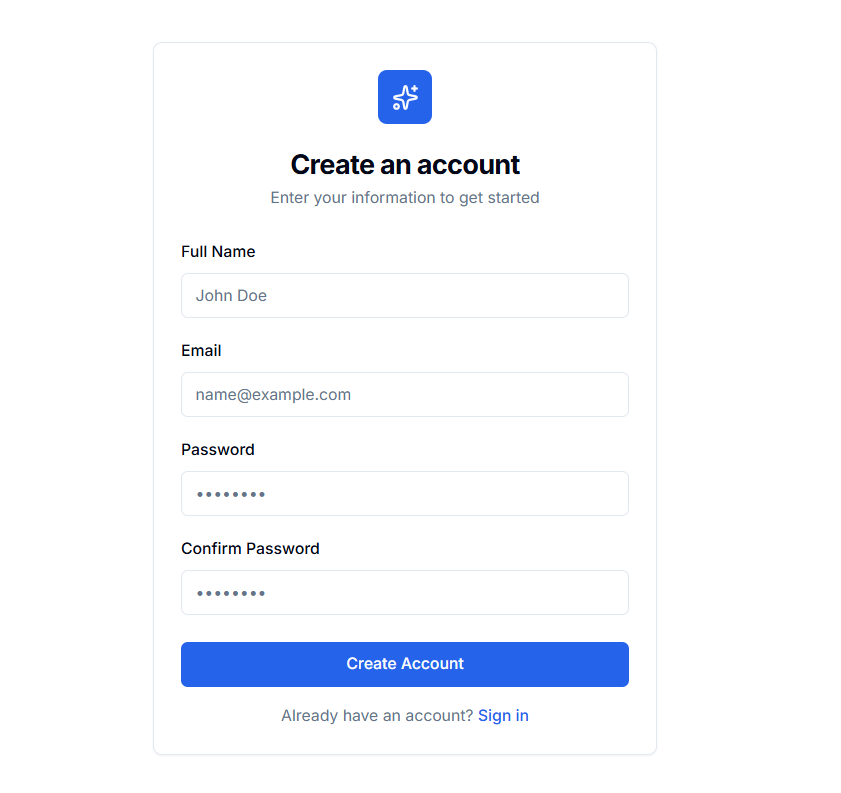 Create an account
Enter your information to get started
Full Name
John Doe
Email
name@example.com
Password
••••••••
Confirm Password
••••••••
Create Account
Already have an account? Sign in